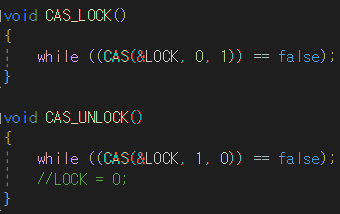 void CAS_LOCK()
{
    while ((CAS(&LOCK, 0, 1)) == false);
}
void CAS_UNLOCK()
{
    while ((CAS(&LOCK, 1, 0)) == false);
    //LOCK = 0;
}